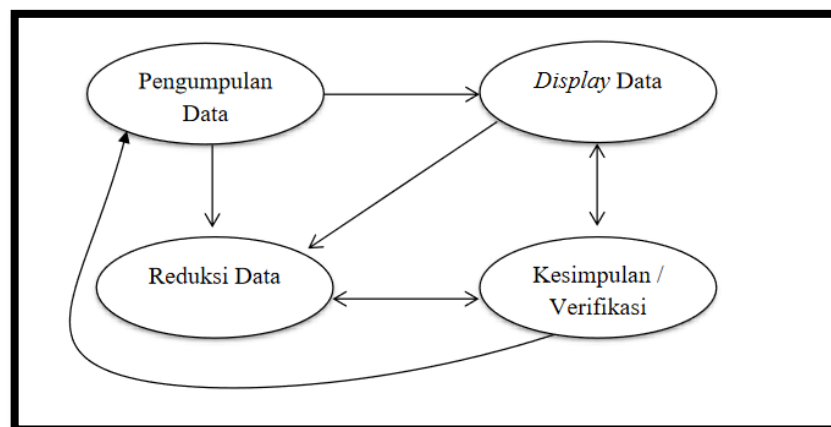 Pengumpulan
Data
Display Data
Reduksi Data
Kesimpulan /
Verifikasi